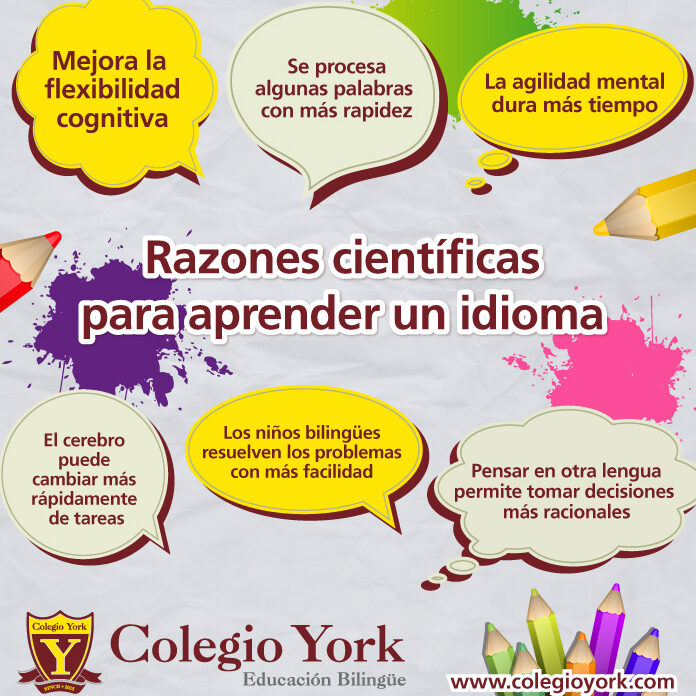 Mejora la
flexibilidad
cognitiva
Se procesa
algunas palabras
con más rapidez
La agilidad mental
dura más tiempo
Razones científicas
para aprender un idioma
El cerebro
puede
cambiar más
rápidamente
de tareas
Los niños bilingües
resuelven los problemas
con más facilidad
Pensar en otra lengua
permite tomar decisiones
más racionales
Colegio York
Y
Colegio York
Educación Bilingüe
www.colegioyork.com